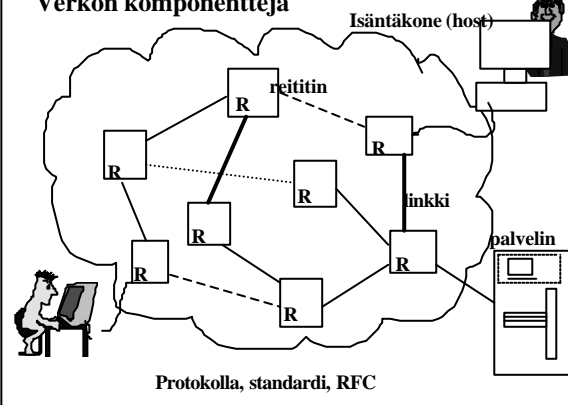 Verkon komponentteja
Isäntäkone (host)
reititin
R
R
R
R
linkki
R
palvelin
R
R
R
Protokolla, standardi, RFC